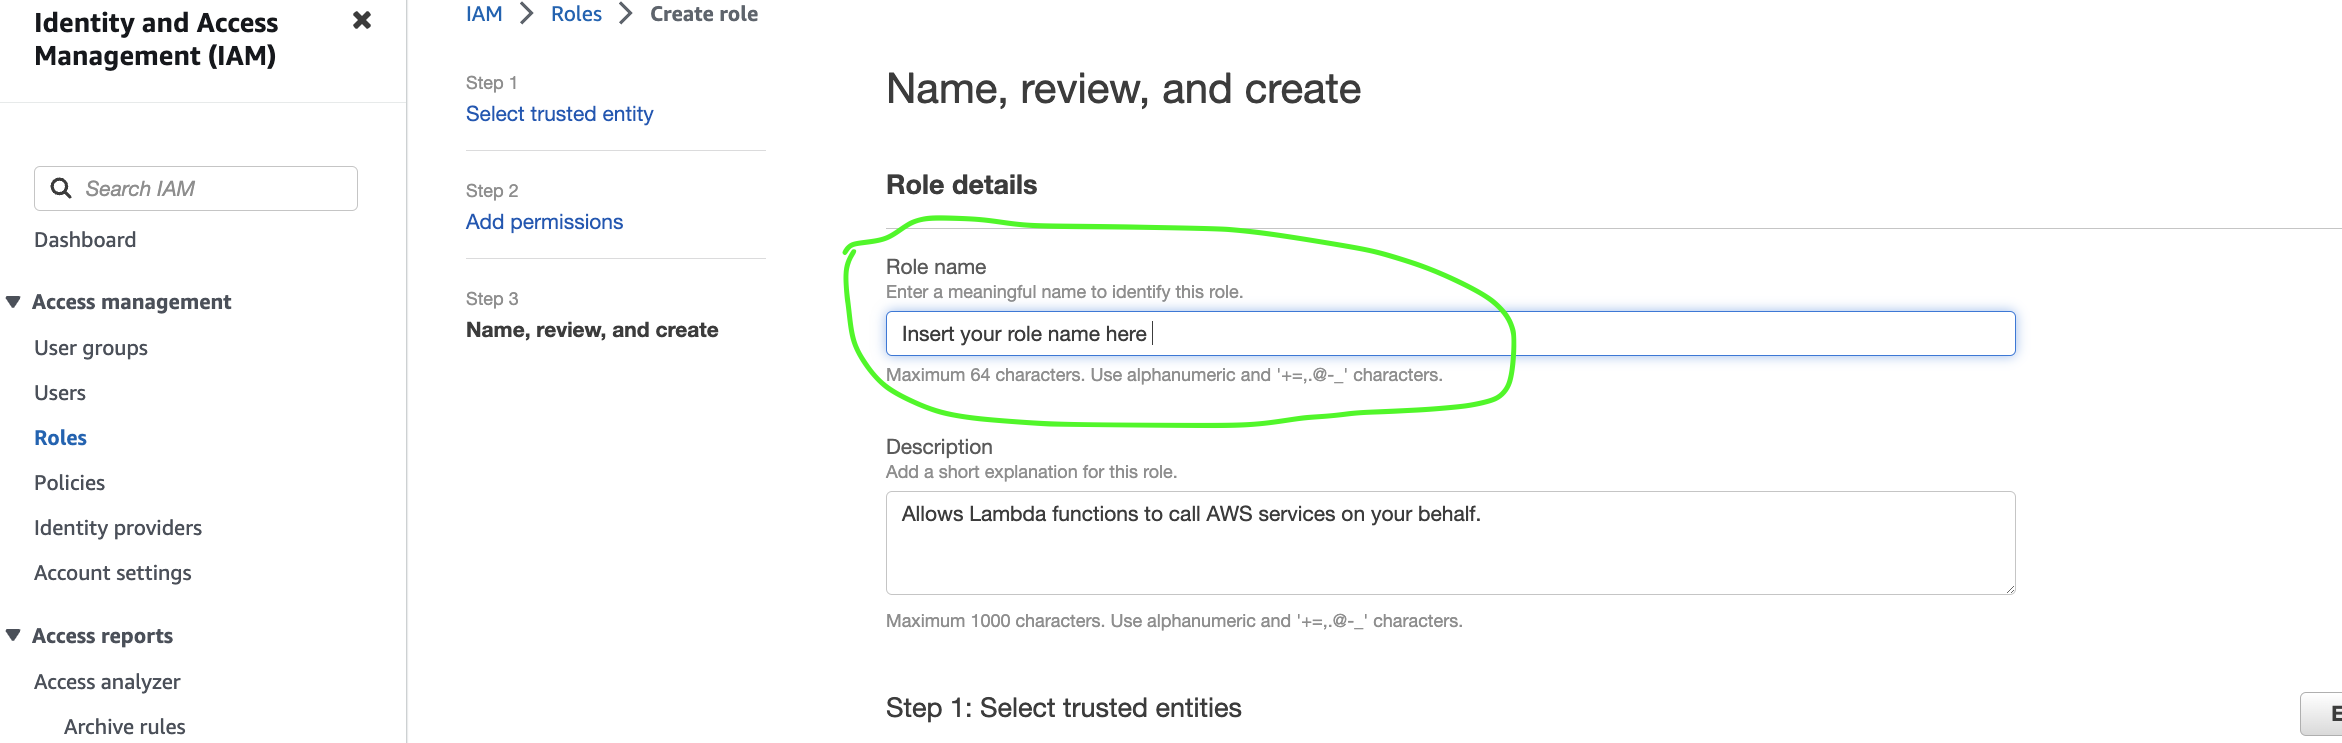 Identity and Access
Management (IAM)
Search IAM
Dashboard
Access management
User groups
Users
Roles
Policies
Identity providers
Account settings
Access reports
Access analyzer
Archive rules
IAM > Roles > Create role
Step 1
Select trusted entity
Step 2
Add permissions
Step 3
Name, review, and create
Name, review, and create
Role details
Role name
Enter a meaningful name to identify this role.
Insert your role name here
Maximum 64 characters. Use alphanumeric and '+=,.@-_' characters.
Description
Add a short explanation for this role.
Allows Lambda functions to call AWS services on your behalf.
Maximum 1000 characters. Use alphanumeric and '+=,.@-_' characters.
Step 1: Select trusted entities